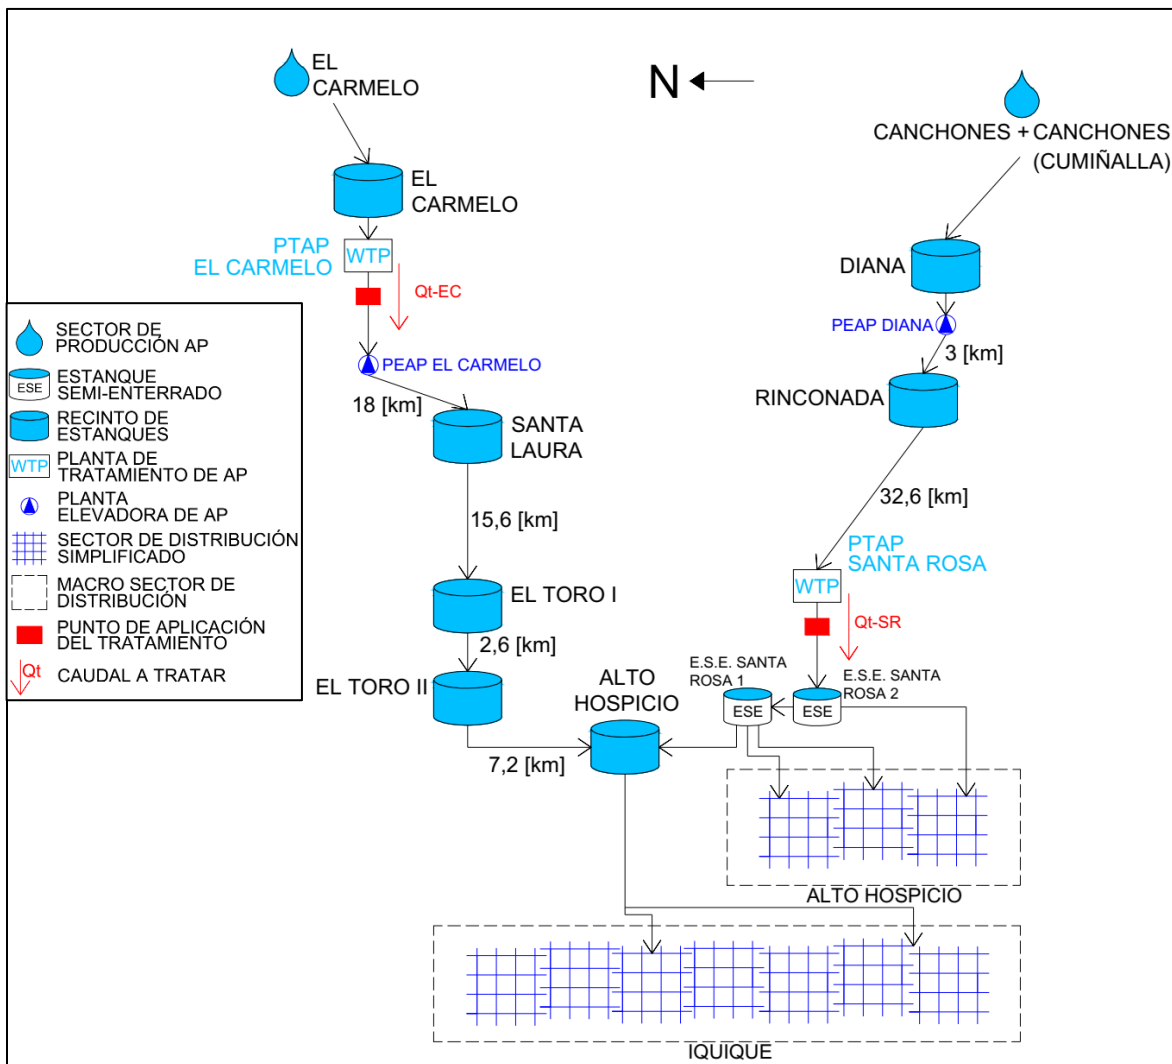 EL
CARMELO
N
CANCHONES + CANCHONES
(CUMIÑALLA)
EL
CARMELO
PTAP
EL CARMELO
WTP
Qt-EC
DIANA
PEAP DIANA
3 [km]
PEAP EL CARMELO
18 [km]
RINCONADA
SANTA
LAURA
32,6 [km]
15,6 [km]
PTAP
SANTA ROSA
WTP
Qt-SR
EL TORO I
2,6 [km]
EL TORO II
ALTO
HOSPICIO
7,2 [km]
E.S.E. SANTA
ROSA 1
ESE
E.S.E. SANTA
ROSA 2
ESE
ALTO HOSPICIO
IQUIQUE
SECTOR DE
PRODUCCIÓN AP
ESE
ESTANQUE
SEMI-ENTERRADO
RECINTO DE
ESTANQUES
WTP
PLANTA DE
TRATAMIENTO DE AP
PLANTA
ELEVADORA DE AP
SECTOR DE DISTRIBUCIÓN
SIMPLIFICADO
MACRO SECTOR DE
DISTRIBUCIÓN
PUNTO DE APLICACIÓN
DEL TRATAMIENTO
Qt
CAUDAL A TRATAR